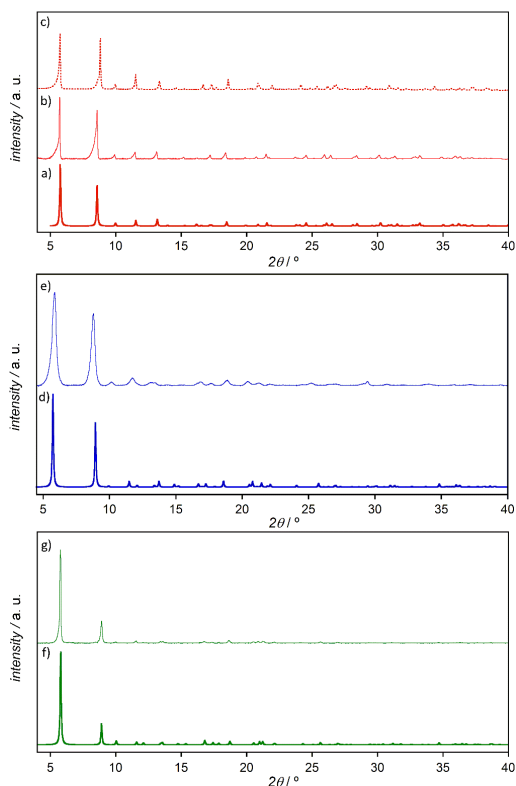 c)
b)
a)
intensity / a. u.
5 10 15 20 25 30 35 40
2θ / º
e)
d)
intensity / a. u.
5 10 15 20 25 30 35 40
2θ / º
g)
f)
intensity / a. u.
5 10 15 20 25 30 35 40
2θ / º